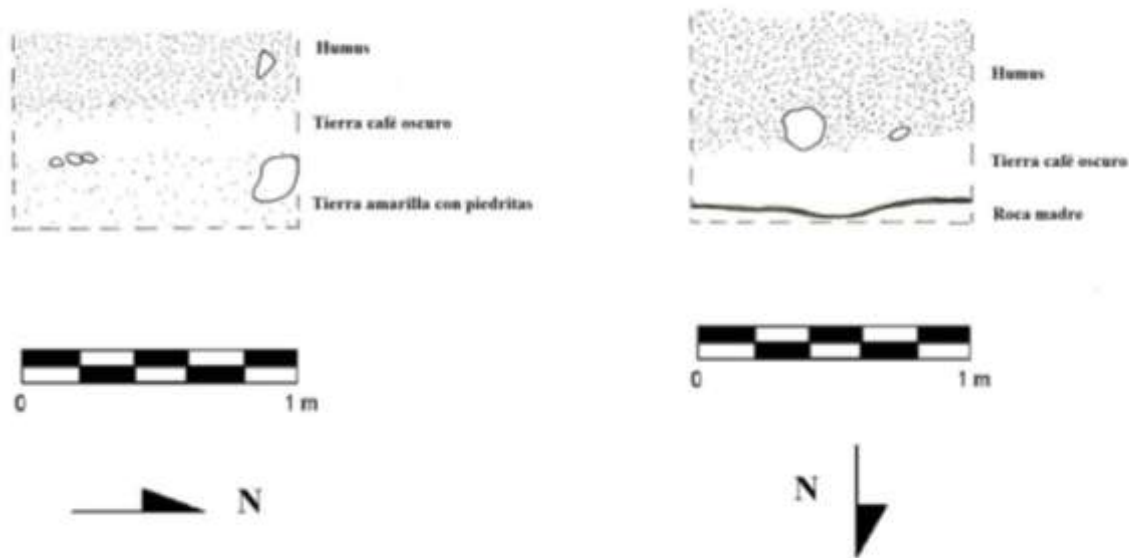 Humus
Tierra café oscuro
Tierra amarilla con piedritas
0
1 m
N
Humus
Tierra café oscuro
Roca madre
0
1 m
N